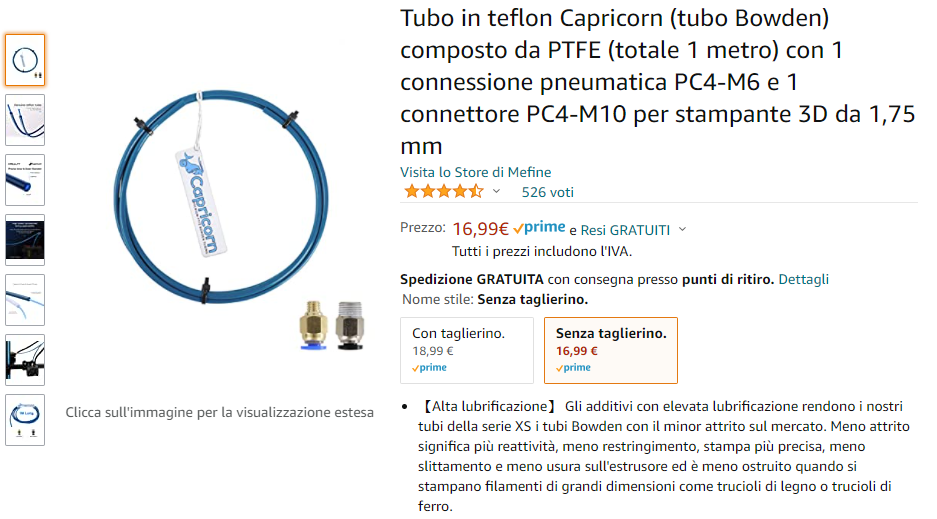 Tubo in teflon Capricorn (tubo Bowden)
composto da PTFE (totale 1 metro) con 1
connessione pneumatica PC4-M6 e 1
connettore PC4-M10 per stampante 3D da 1,75
mm
Visita lo Store di Mefine
526 voti
Prezzo: 16,99€ prime e Resi GRATUITI
Tutti i prezzi includono l'IVA.
Spedizione GRATUITA con consegna presso punti di ritiro. Dettagli
Nome stile: Senza taglierino.
Con taglierino. Senza taglierino.
18,99 € 16,99 €
prime prime
Capricorn
Clicca sull'immagine per la visualizzazione estesa
• 【Alta lubrificazione】 Gli additivi con elevata lubrificazione rendono i nostri
tubi della serie XS i tubi Bowden con il minor attrito sul mercato. Meno attrito
significa più reattività, meno restringimento, stampa più precisa, meno
slittamento e meno usura sull'estrusore ed è meno ostruito quando si
stampano filamenti di grandi dimensioni come trucioli di legno o trucioli di
ferro.